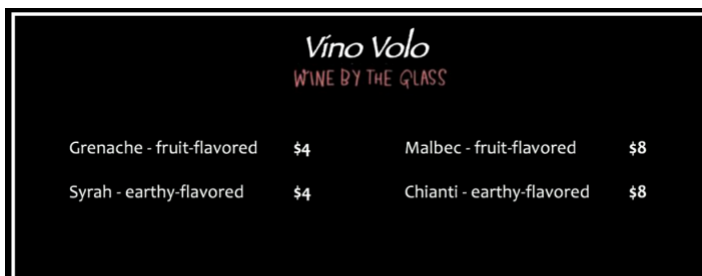 Vino Volo
WINE BY THE GLASS
Grenache - fruit-flavored $4 Malbec - fruit-flavored $8
Syrah - earthy-flavored $4 Chianti - earthy-flavored $8